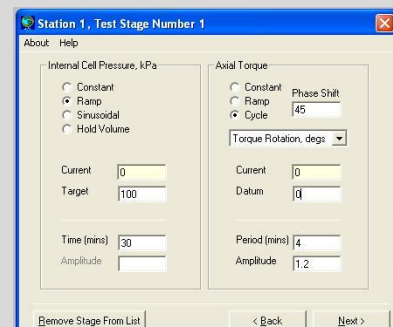 Station 1, Test Stage Number 1
About Help
Internal Cell Pressure, kPa
Constant
Ramp
Sinusoidal
Hold Volume
Current 0
Target 100
Time (mins) 30
Amplitude
Axial Torque
Constant
Ramp
Cycle
Phase Shift
45
Torque Rotation, degs
Current 0
Datum 0
Period (mins) 4
Amplitude 1.2
Remove Stage From List
< Back
Next >